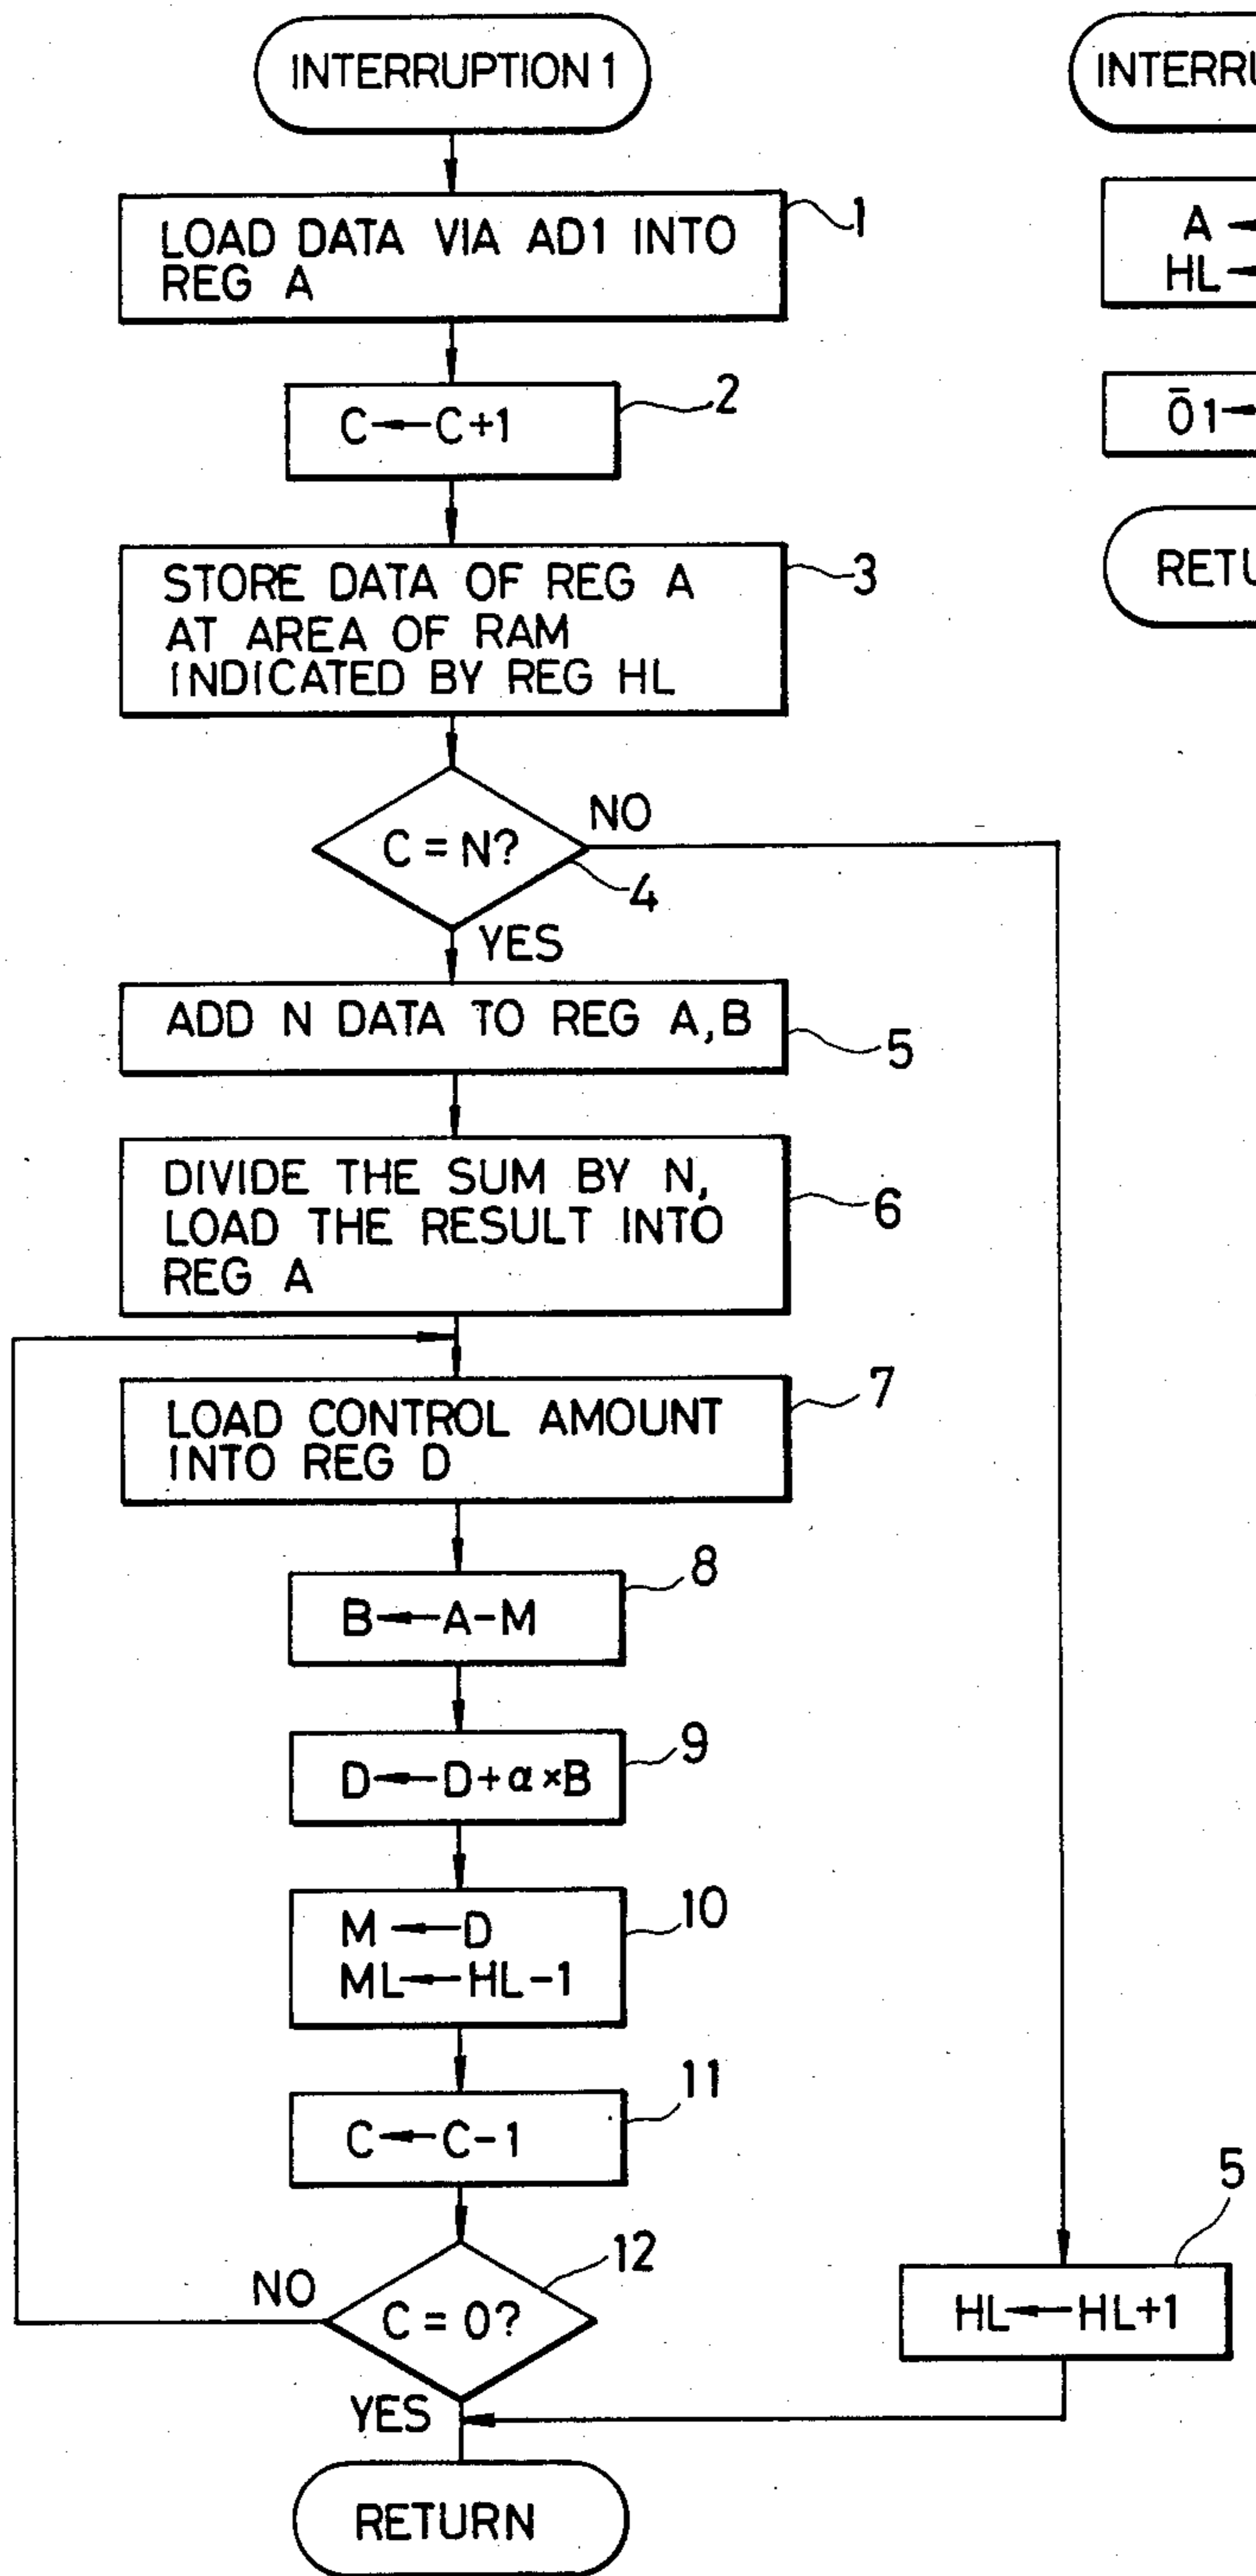 INTERRUPTION 1
LOAD DATA VIA AD1 INTO
REG A
1
C←C+1
2
STORE DATA OF REG A
AT AREA OF RAM
INDICATED BY REG HL
3
C = N?
NO
4
YES
ADD N DATA TO REG A, B
5
DIVIDE THE SUM BY N,
LOAD THE RESULT INTO
REG A
6
LOAD CONTROL AMOUNT
INTO REG D
7
B←A-M
8
D←D+α×B
9
M←D
ML←HL-1
10
C←C-1
11
C = 0?
12
NO
YES
HL←HL+1
5
RETURN
A←
HL←
Ō1←